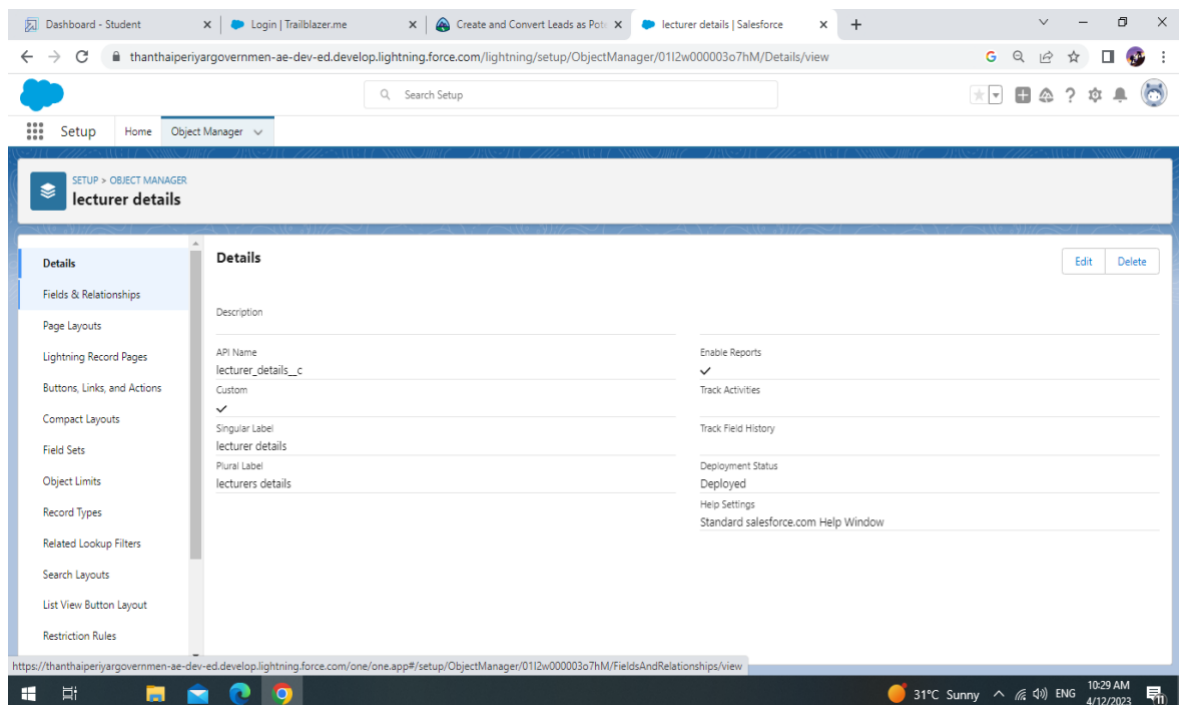 Dashboard - Student
Login | Trailblazer.me
Create and Convert Leads as Pote
lecturer details | Salesforce
thanthaiperiyargovernmen-ae-dev-ed.develop.lightning.force.com/lightning/setup/ObjectManager/01I2w000003o7hM/Details/view
Search Setup
Setup
Home
Object Manager
SETUP > OBJECT MANAGER
lecturer details
Details
Fields & Relationships
Page Layouts
Lightning Record Pages
Buttons, Links, and Actions
Compact Layouts
Field Sets
Object Limits
Record Types
Related Lookup Filters
Search Layouts
List View Button Layout
Restriction Rules
Details
Edit
Delete
Description
API Name
lecturer_details__c
Custom
Singular Label
lecturer details
Plural Label
lecturers details
Enable Reports
Track Activities
Track Field History
Deployment Status
Deployed
Help Settings
Standard salesforce.com Help Window
https://thanthaiperiyargovernmen-ae-dev-ed.develop.lightning.force.com/one/one.app#/setup/ObjectManager/01I2w000003o7hM/FieldsAndRelationships/view
31°C Sunny
ENG
10:29 AM
4/12/2023